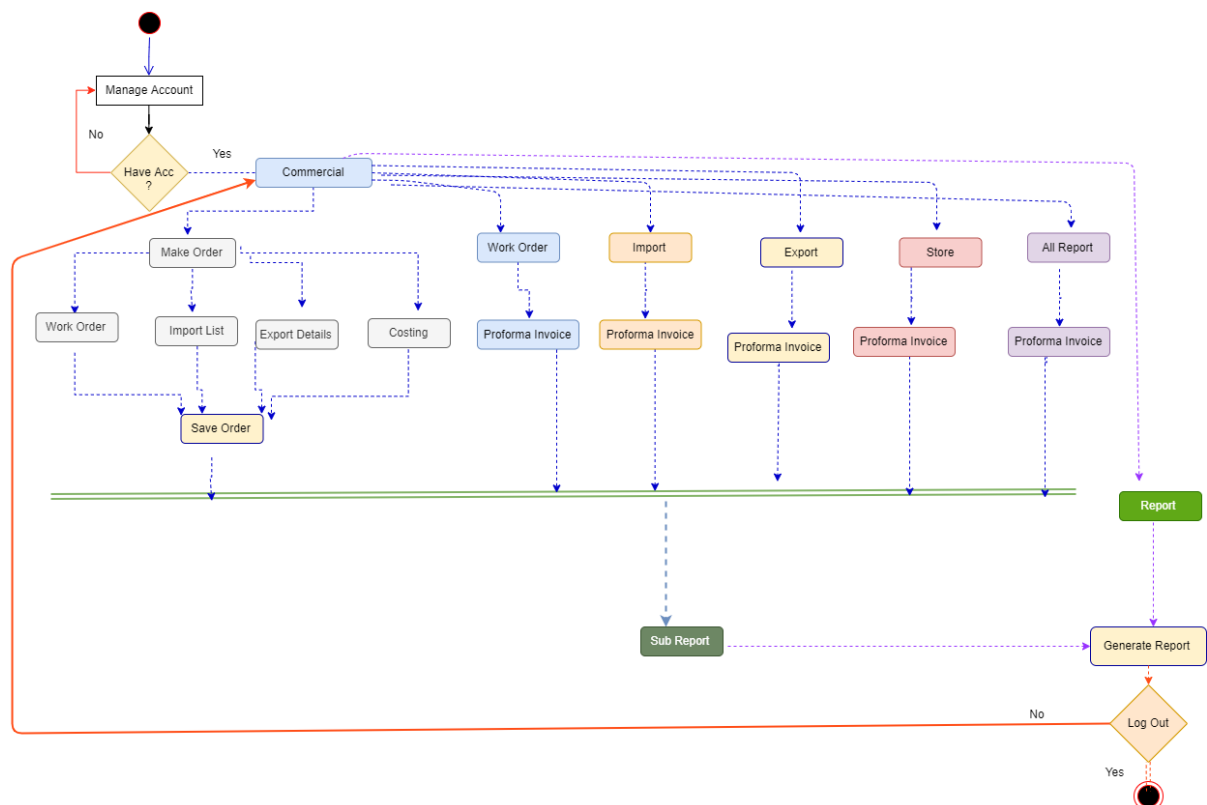 Manage Account
No
Yes
Have Acc
?
Commercial
Make Order
Work Order
Import
Export
Store
All Report
Work Order
Import List
Export Details
Costing
Proforma Invoice
Proforma Invoice
Proforma Invoice
Proforma Invoice
Proforma Invoice
Save Order
Report
Sub Report
Generate Report
No
Log Out
Yes